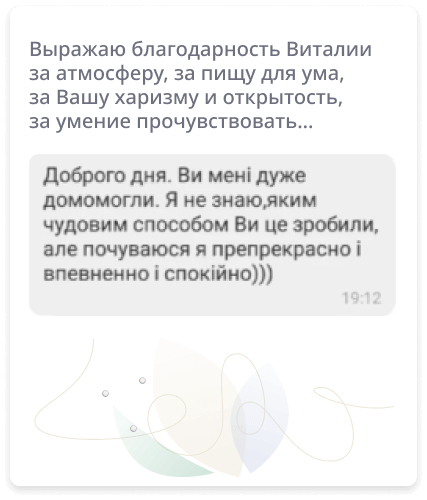 Выражаю благодарность Виталии
за атмосферу, за пищу для ума,
за Вашу харизму и открытость,
за умение прочувствовать...
Доброго дня. Ви мені дуже
домомогли. Я не знаю,яким
чудовим способом Ви це зробили,
але почуваюся я препрекрасно і
впевненно і спокійно)))
19:12